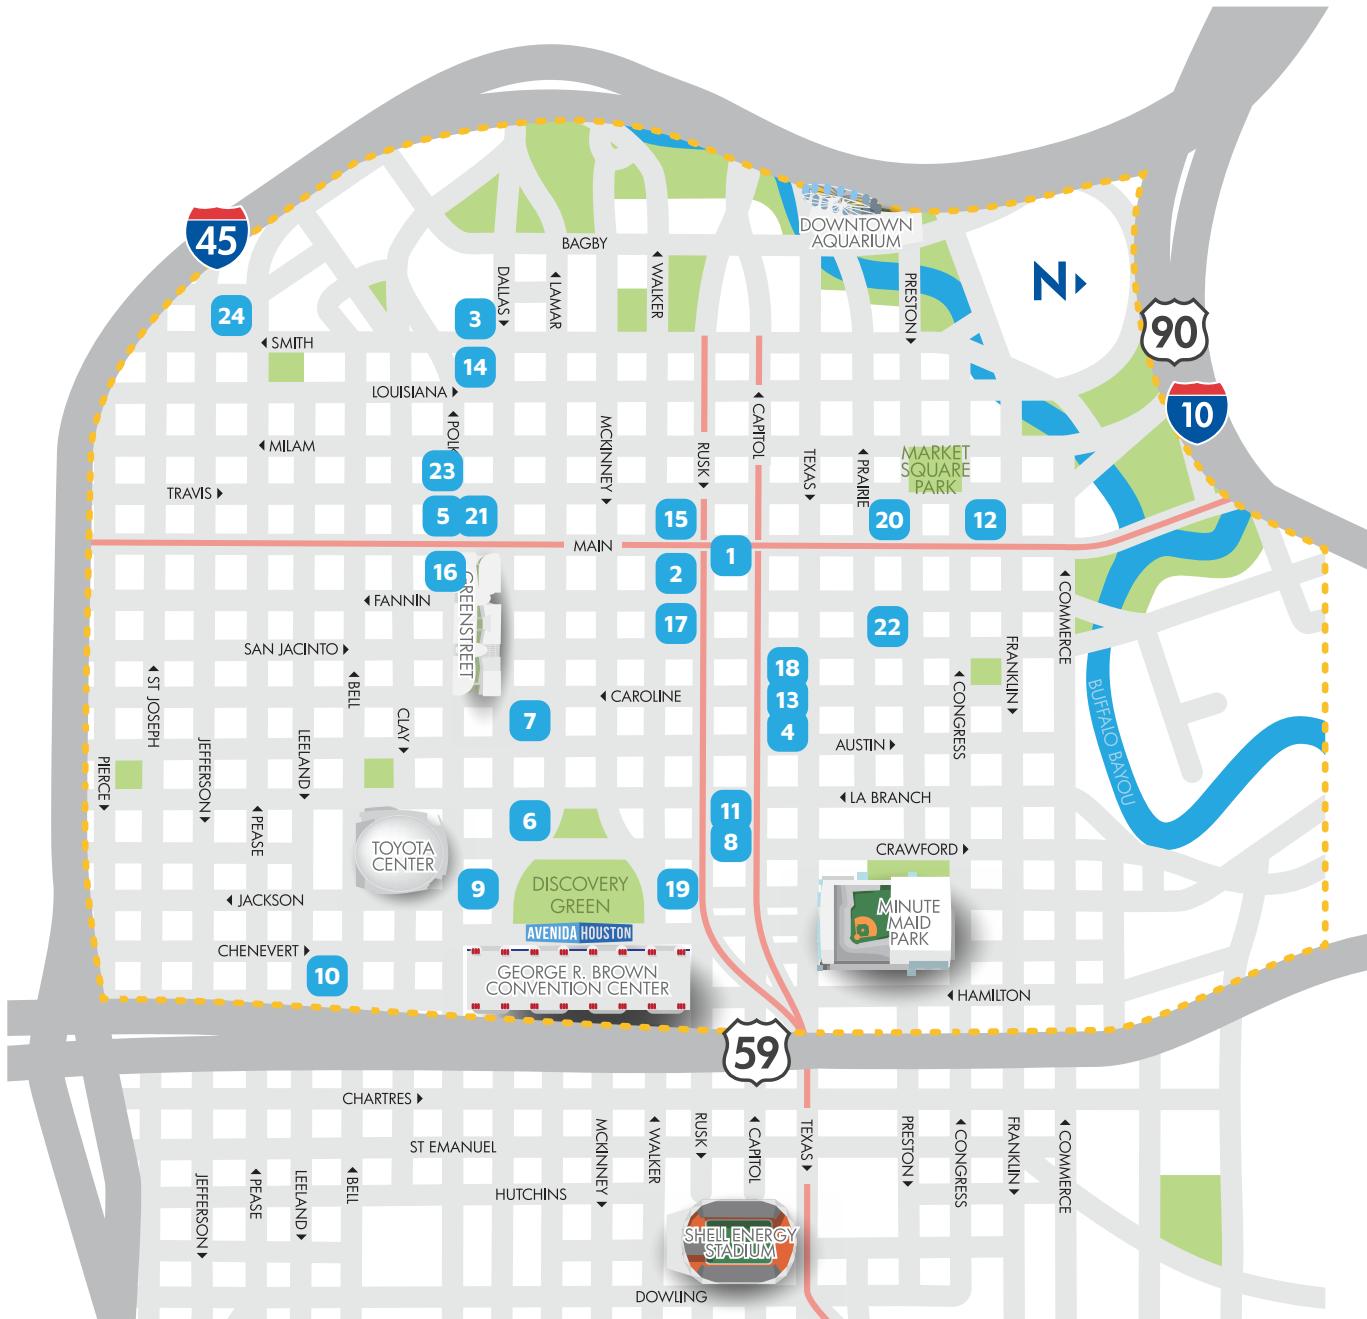 DOWNTOWN
AQUARIUM
45
BAGBY
DALLAS
LAMAR
WALKER
PRESTON
N
24
3
90
SMITH
14
LOUISIANA
10
POLK
MCKINNEY
RUSK
CAPITOL
MILAM
TEXAS
PRAIRIE
MARKET
SQUARE
PARK
23
TRAVIS
5
21
15
20
12
MAIN
1
16
2
GREENSTREET
FANNIN
COMMERCE
17
22
SAN JACINTO
FRANKLIN
ST JOSEPH
BELL
18
CAROLINE
13
CONGRESS
BUFFALO BAYOU
7
CLAY
4
AUSTIN
PIERCE
JEFFERSON
LEELAND
LA BRANCH
PEASE
6
11
8
TOYOTA
CENTER
CRAWFORD
9
DISCOVERY
GREEN
19
JACKSON
MINUTE
MAID
PARK
AVENIDA HOUSTON
CHENEVERT
10
GEORGE R. BROWN
CONVENTION CENTER
HAMILTON
59
CHARTRES
ST EMANUEL
MCKINNEY
WALKER
RUSK
CAPITOL
TEXAS
PRESTON
CONGRESS
FRANKLIN
COMMERCE
JEFFERSON
PEASE
LEELAND
BELL
HUTCHINS
SHELL ENERGY
STADIUM
DOWLING